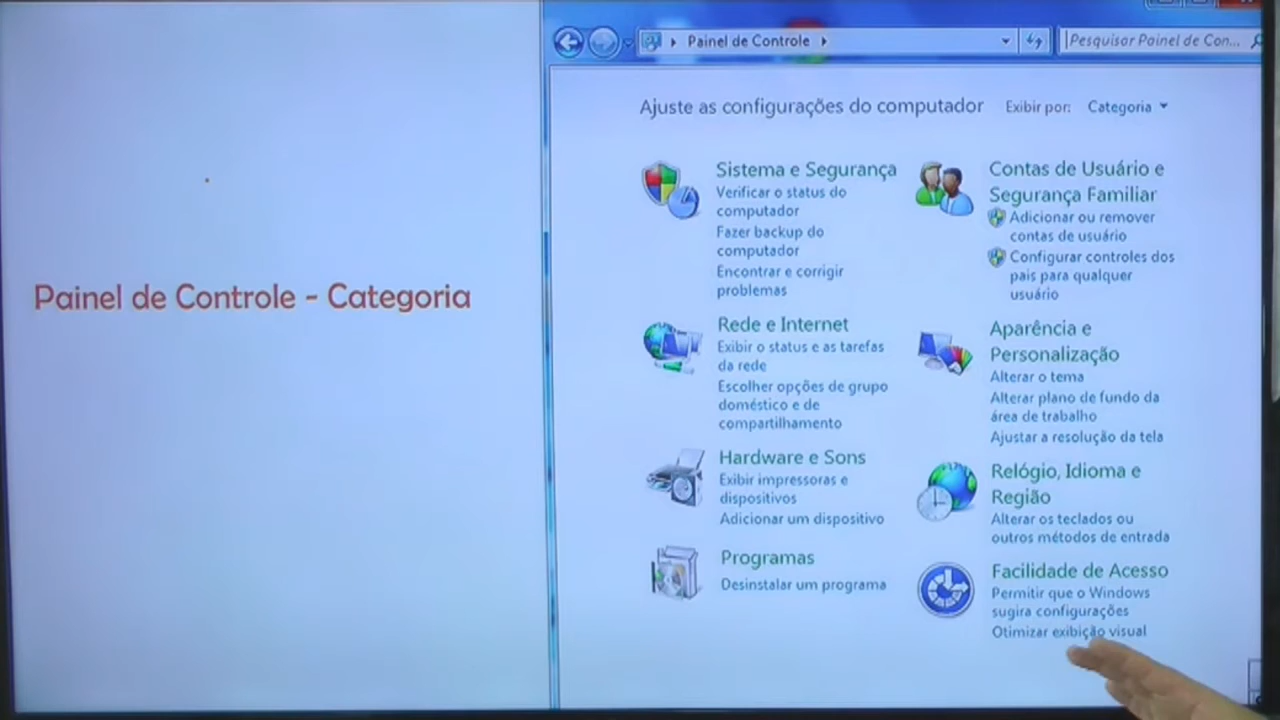 Painel de Controle - Categoria
Painel de Controle
Pesquisar Painel de Con...
Ajuste as configurações do computador
Exibir por:
Categoria
Sistema e Segurança
Verificar o status do
computador
Fazer backup do
computador
Encontrar e corrigir
problemas
Rede e Internet
Exibir o status e as tarefas
da rede
Escolher opções de grupo
doméstico e de
compartilhamento
Hardware e Sons
Exibir impressoras e
dispositivos
Adicionar um dispositivo
Programas
Desinstalar um programa
Contas de Usuário e
Segurança Familiar
Adicionar ou remover
contas de usuário
Configurar controles dos
pais para qualquer
usuário
Aparência e
Personalização
Alterar o tema
Alterar plano de fundo da
área de trabalho
Ajustar a resolução da tela
Relógio, Idioma e
Região
Alterar os teclados ou
outros métodos de entrada
Facilidade de Acesso
Permitir que o Windows
sugira configurações
Otimizar exibição visual